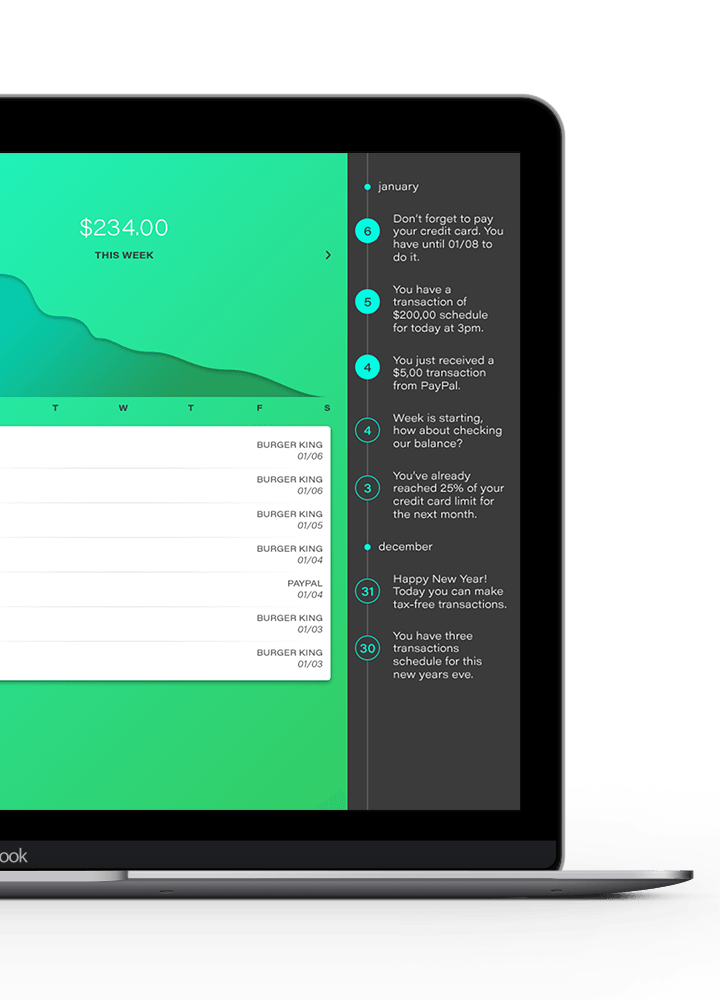 $234.00
THIS WEEK
T W T F S
BURGER KING
01/06
BURGER KING
01/06
BURGER KING
01/05
BURGER KING
01/04
PAYPAL
01/04
BURGER KING
01/03
BURGER KING
01/03
january
6
Don't forget to pay
your credit card. You
have until 01/08 to
do it.
5
You have a
transaction of
$200,00 schedule
for today at 3pm.
4
You just received a
$5,00 transaction
from PayPal.
4
Week is starting,
how about checking
our balance?
3
You've already
reached 25% of your
credit card limit for
the next month.
december
31
Happy New Year!
Today you can make
tax-free transactions.
30
You have three
transactions
schedule for this
new years eve.
ook